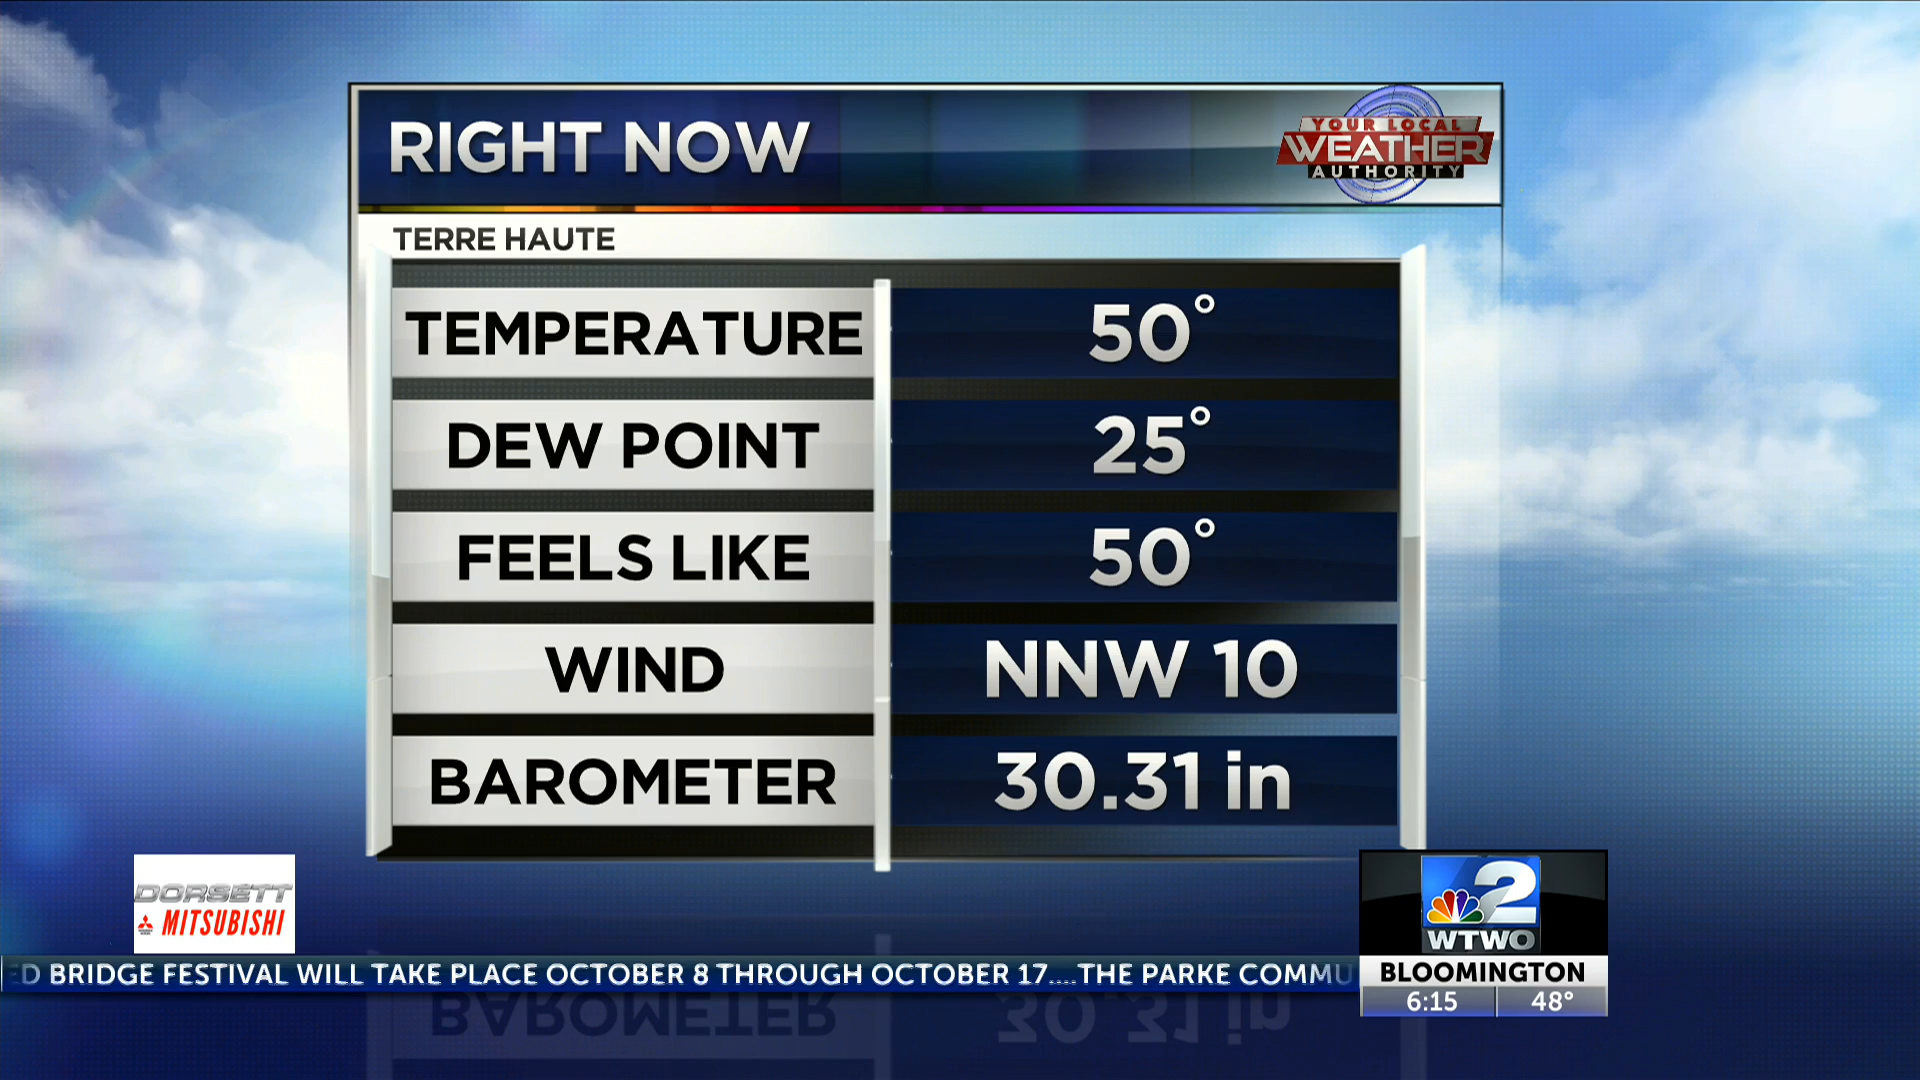 RIGHT NOW
YOUR LOCAL
WEATHER
AUTHORITY
TERRE HAUTE
TEMPERATURE 50°
DEW POINT 25°
FEELS LIKE 50°
WIND NNW 10
BAROMETER 30.31 in
DORSETT
MITSUBISHI
2
WTWO
ED BRIDGE FESTIVAL WILL TAKE PLACE OCTOBER 8 THROUGH OCTOBER 17....THE PARKE COMMU
BLOOMINGTON
6:15 48°